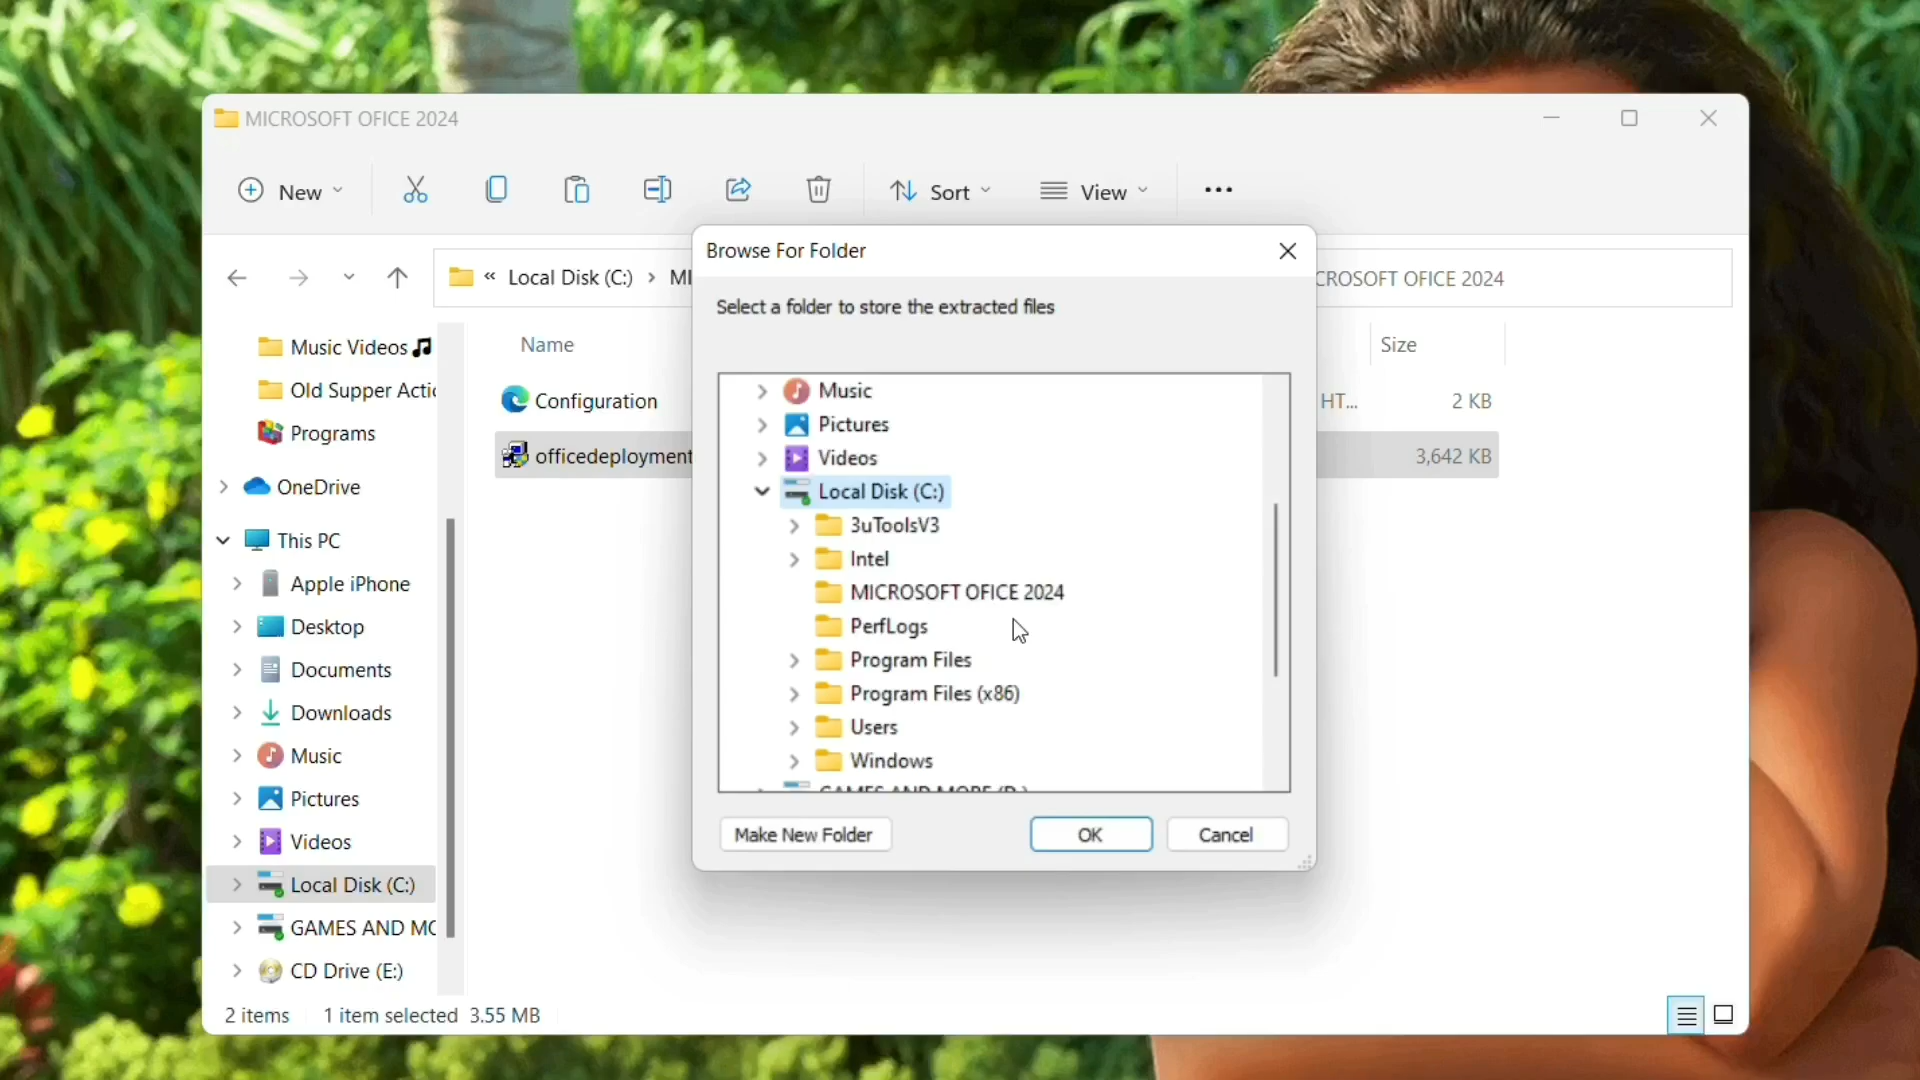 MICROSOFT OFICE 2024
New
Sort
View
Browse For Folder
« Local Disk (C:) › MI
CROSOFT OFICE 2024
Select a folder to store the extracted files
Music Videos
Old Supper Actic
Programs
OneDrive
This PC
Apple iPhone
Desktop
Documents
Downloads
Music
Pictures
Videos
Local Disk (C:)
GAMES AND MO
CD Drive (E:)
Name
Size
Configuration
HT...
2 KB
officedeployment
3,642 KB
Music
Pictures
Videos
Local Disk (C:)
3uToolsV3
Intel
MICROSOFT OFICE 2024
PerfLogs
Program Files
Program Files (x86)
Users
Windows
GAMES AND MORE (D:)
Make New Folder
OK
Cancel
2 items
1 item selected 3.55 MB